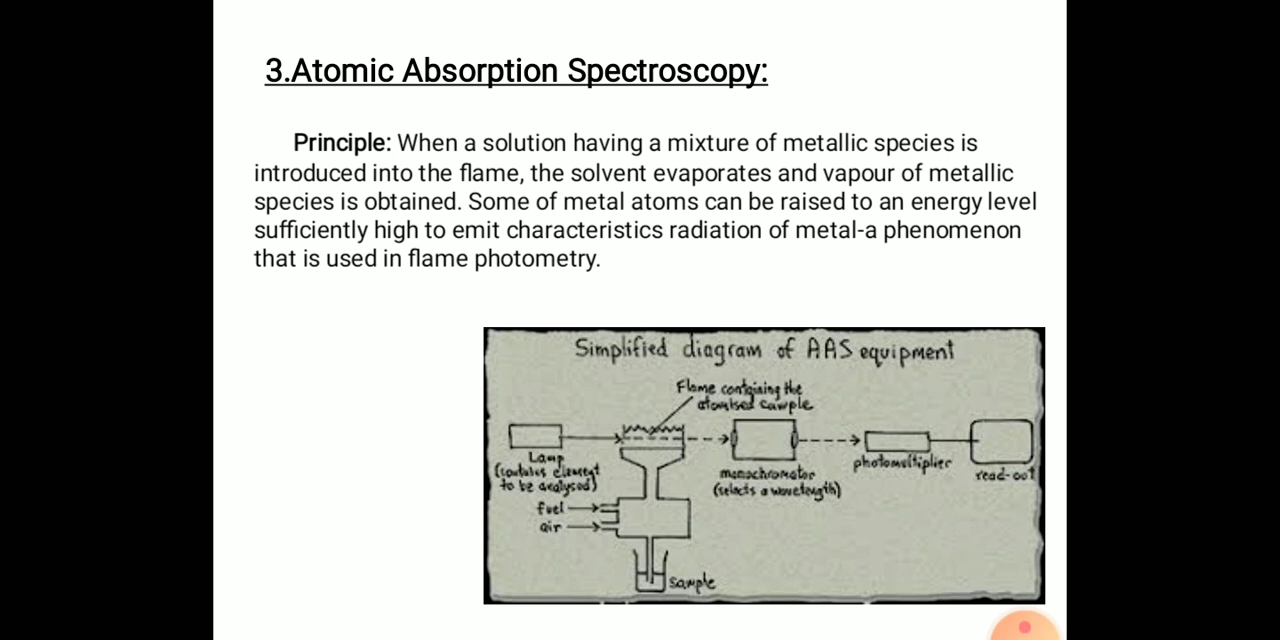 3.Atomic Absorption Spectroscopy:
Principle: When a solution having a mixture of metallic species is
introduced into the flame, the solvent evaporates and vapour of metallic
species is obtained. Some of metal atoms can be raised to an energy level
sufficiently high to emit characteristics radiation of metal-a phenomenon
that is used in flame photometry.
Simplified diagram of AAS equipment
Flame containing the
atomised sample
Lamp
(contains element
to be analysed)
monochromator
(selects a wavelength)
photomultiplier
read-out
fuel
air
sample